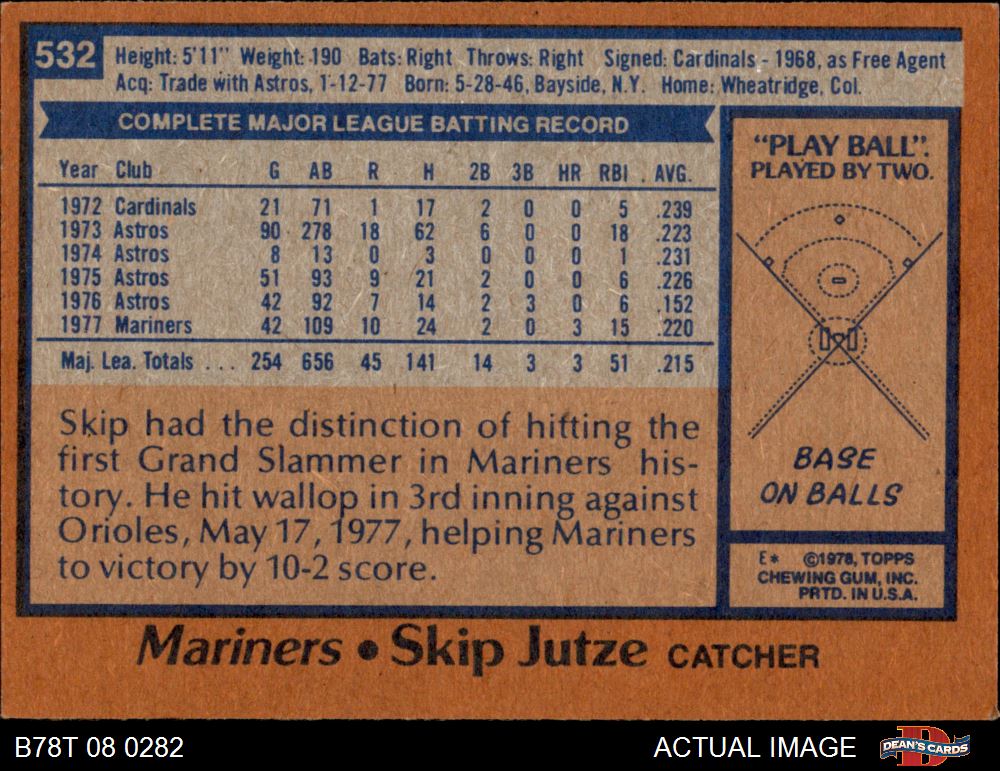 532 Height: 5'11" Weight: 190 Bats: Right Throws: Right Signed: Cardinals - 1968, as Free Agent
Acq: Trade with Astros, 1-12-77 Born: 5-28-46, Bayside, N.Y. Home: Wheatridge, Col.
COMPLETE MAJOR LEAGUE BATTING RECORD
Year Club G AB R H 2B 3B HR RBI . AVG.
1972 Cardinals 21 71 1 17 2 0 0 5 .239
1973 Astros 90 278 18 62 6 0 0 18 .223
1974 Astros 8 13 0 3 0 0 0 1 .231
1975 Astros 51 93 9 21 2 0 0 6 .226
1976 Astros 42 92 7 14 2 3 0 6 .152
1977 Mariners 42 109 10 24 2 0 3 15 .220
Maj. Lea. Totals ... 254 656 45 141 14 3 3 51 .215
Skip had the distinction of hitting the
first Grand Slammer in Mariners' his-
tory. He hit wallop in 3rd inning against
Orioles, May 17, 1977, helping Mariners
to victory by 10-2 score.
"PLAY BALL".
PLAYED BY TWO.
BASE
ON BALLS
E* ©1978, TOPPS
CHEWING GUM, INC.
PRTD. IN U.S.A.
Mariners • Skip Jutze CATCHER
B78T 08 0282 ACTUAL IMAGE
D
DEAN'S CARDS